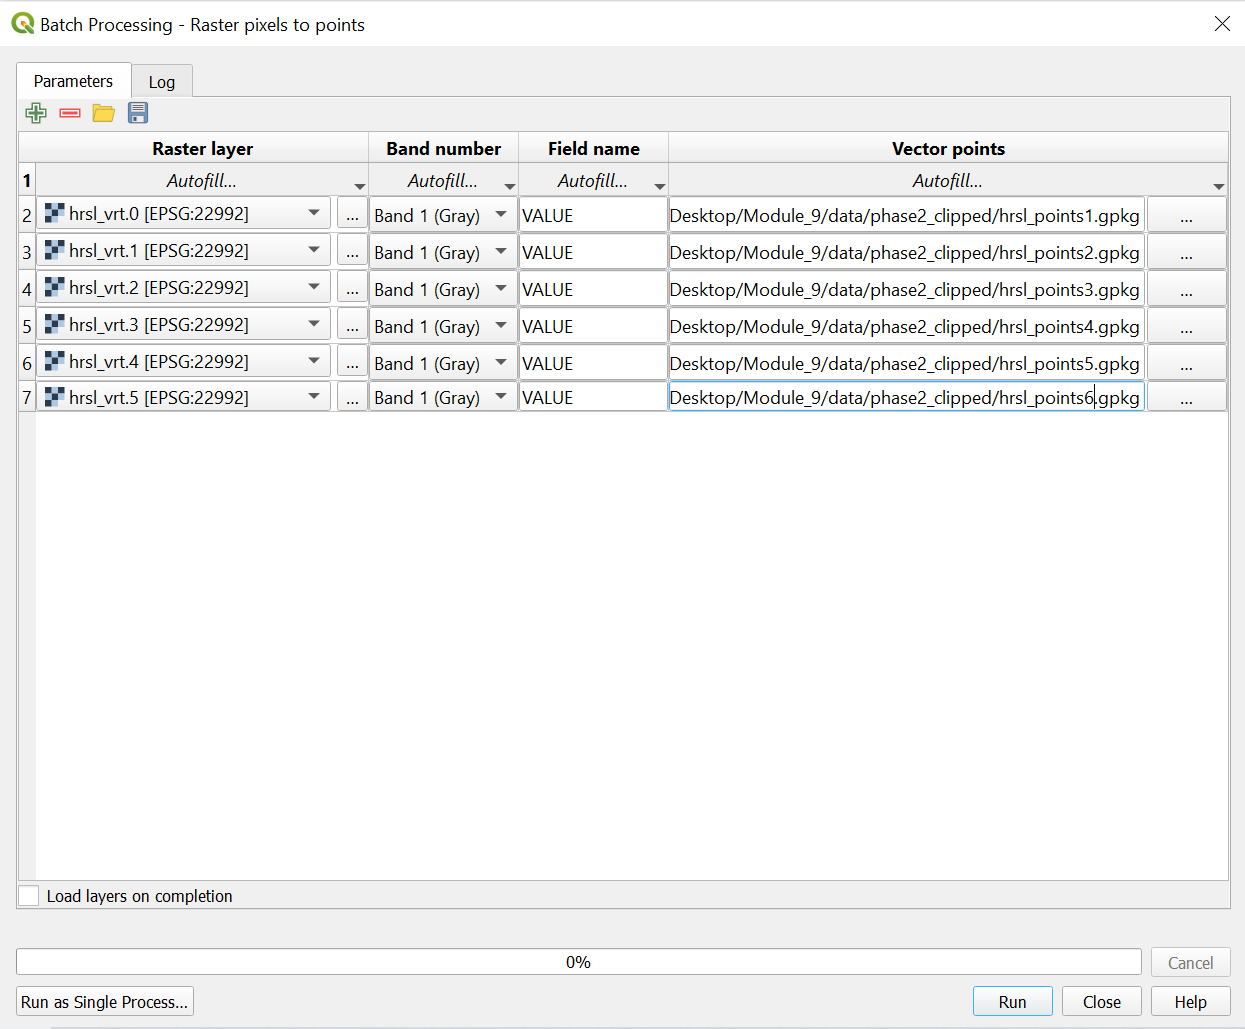 Batch Processing - Raster pixels to points
Parameters Log
Raster layer Band number Field name Vector points
1 Autofill... Autofill... Autofill... Autofill...
2 hrsl_vrt.0 [EPSG:22992] ... Band 1 (Gray) VALUE Desktop/Module_9/data/phase2_clipped/hrsl_points1.gpkg ...
3 hrsl_vrt.1 [EPSG:22992] ... Band 1 (Gray) VALUE Desktop/Module_9/data/phase2_clipped/hrsl_points2.gpkg ...
4 hrsl_vrt.2 [EPSG:22992] ... Band 1 (Gray) VALUE Desktop/Module_9/data/phase2_clipped/hrsl_points3.gpkg ...
5 hrsl_vrt.3 [EPSG:22992] ... Band 1 (Gray) VALUE Desktop/Module_9/data/phase2_clipped/hrsl_points4.gpkg ...
6 hrsl_vrt.4 [EPSG:22992] ... Band 1 (Gray) VALUE Desktop/Module_9/data/phase2_clipped/hrsl_points5.gpkg ...
7 hrsl_vrt.5 [EPSG:22992] ... Band 1 (Gray) VALUE Desktop/Module_9/data/phase2_clipped/hrsl_points6.gpkg ...
Load layers on completion
0% Cancel
Run as Single Process... Run Close Help